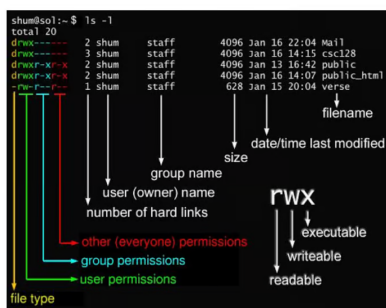 shum@sol:~$ ls -l
total 20
drwx------ 2 shum staff 4096 Jan 16 22:04 Mail
drwx------ 3 shum staff 4096 Jan 16 14:15 csc128
drwxr-xr-x 2 shum staff 4096 Jan 13 16:42 public
drwxr-xr-x 2 shum staff 4096 Jan 16 14:07 public_html
-rw-r--r-- 1 shum staff 628 Jan 15 20:04 verse
filename
date/time last modified
size
group name
user (owner) name
number of hard links
rwx
executable
writeable
readable
other (everyone) permissions
group permissions
user permissions
file type